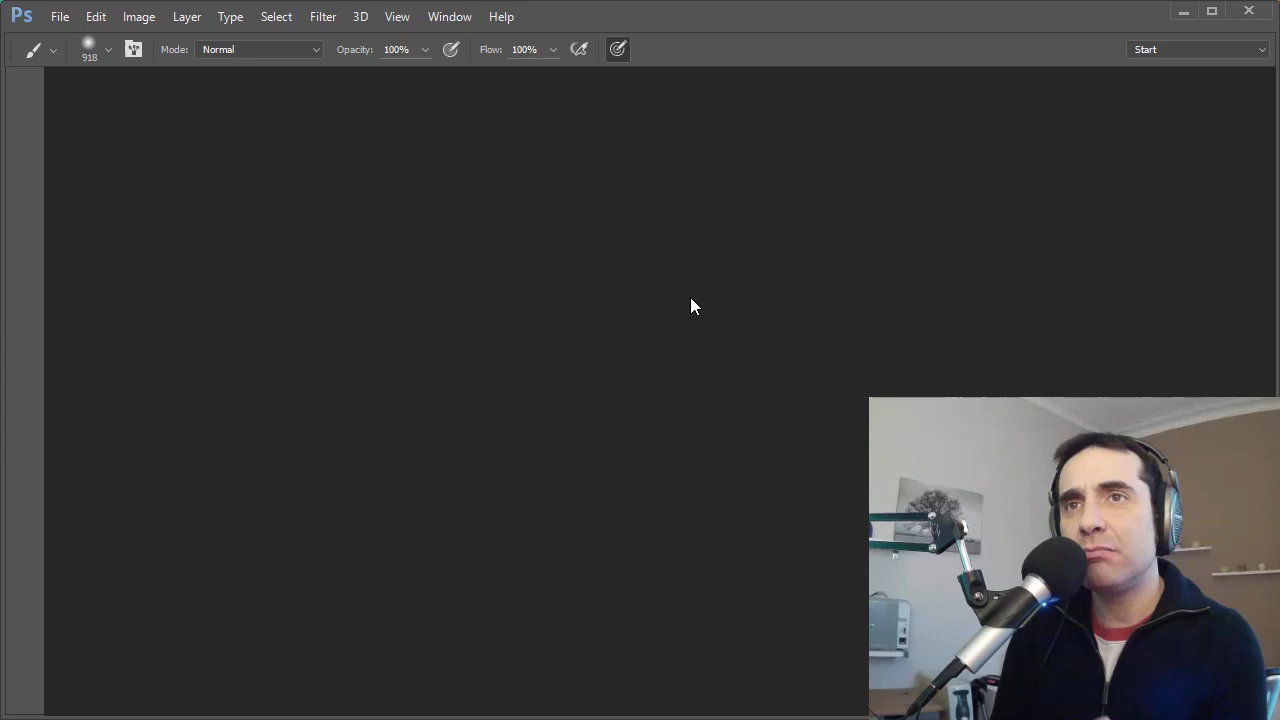 Ps File Edit Image Layer Type Select Filter 3D View Window Help
918 Mode: Normal Opacity: 100% Flow: 100% Start